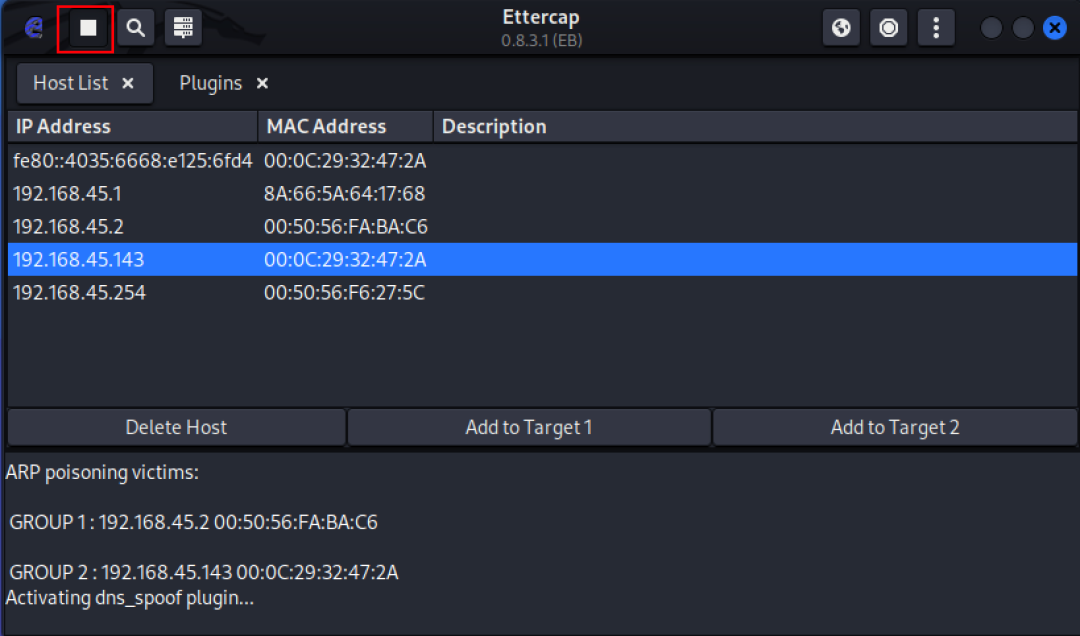 Ettercap
0.8.3.1 (EB)
Host List × Plugins ×
IP Address MAC Address Description
fe80::4035:6668:e125:6fd4 00:0C:29:32:47:2A
192.168.45.1 8A:66:5A:64:17:68
192.168.45.2 00:50:56:FA:BA:C6
192.168.45.143 00:0C:29:32:47:2A
192.168.45.254 00:50:56:F6:27:5C
Delete Host Add to Target 1 Add to Target 2
ARP poisoning victims:
GROUP 1 : 192.168.45.2 00:50:56:FA:BA:C6
GROUP 2 : 192.168.45.143 00:0C:29:32:47:2A
Activating dns_spoof plugin...